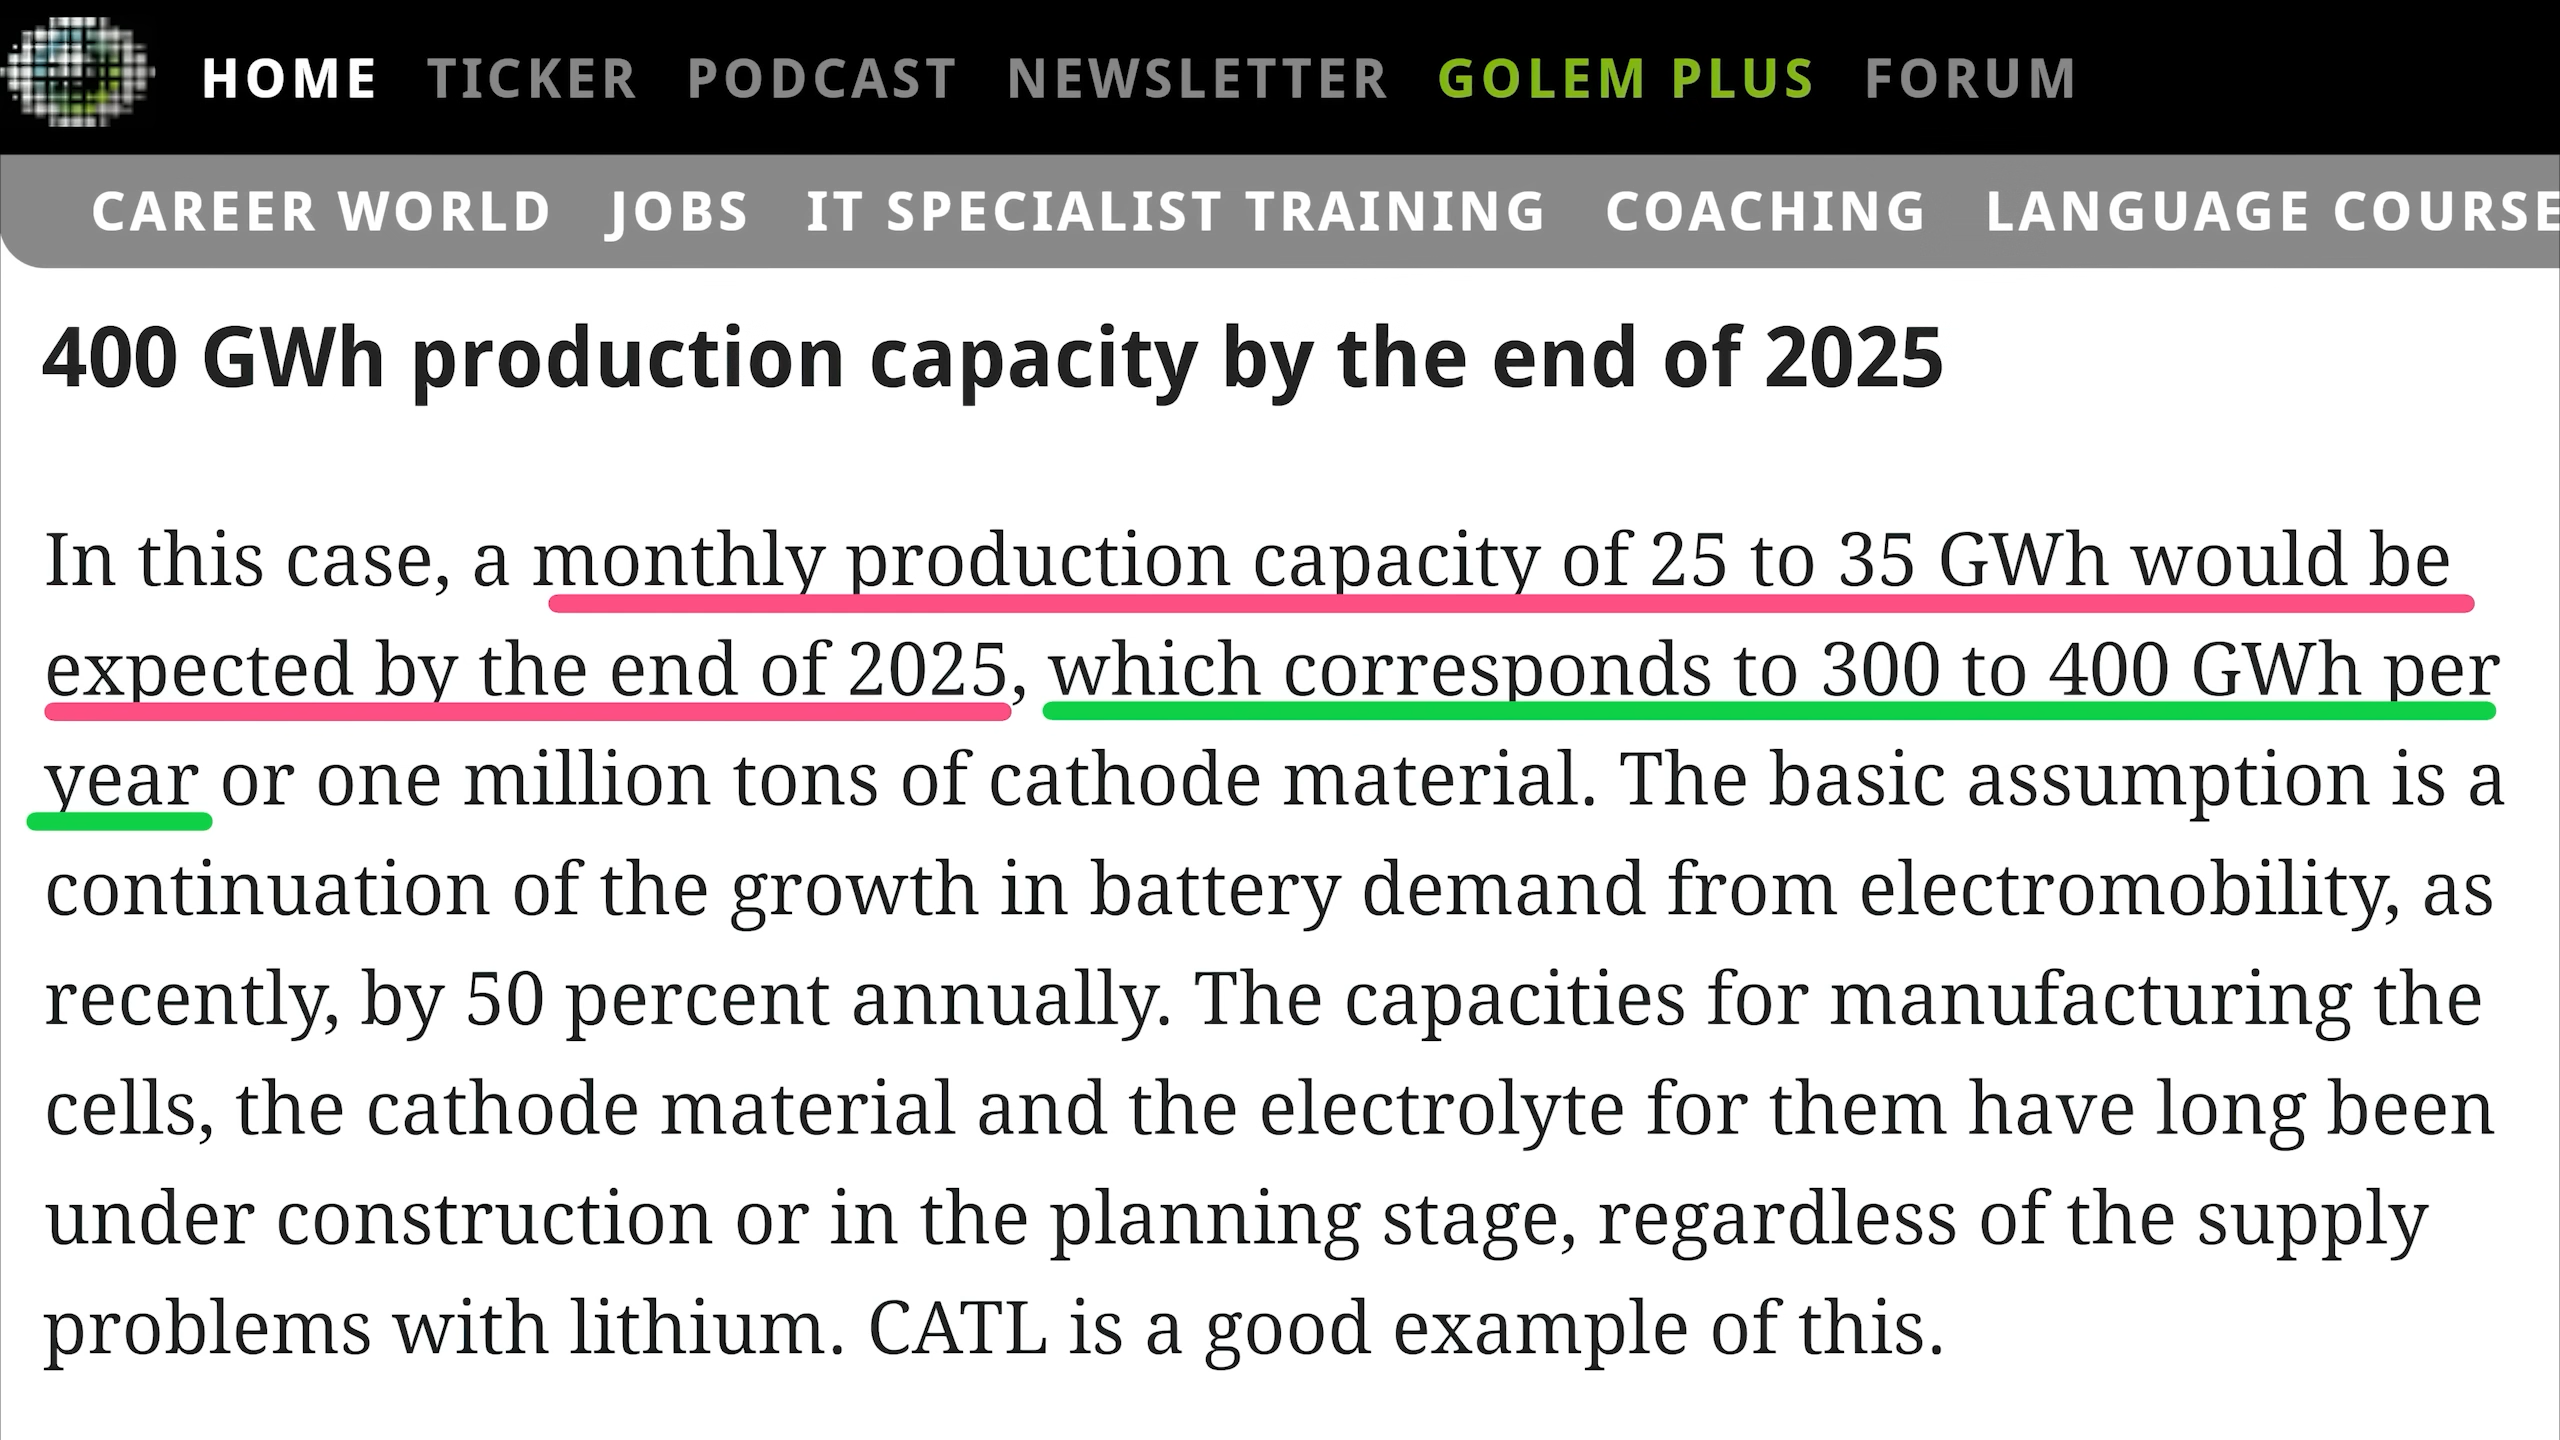 HOME TICKER PODCAST NEWSLETTER GOLEM PLUS FORUM
CAREER WORLD JOBS IT SPECIALIST TRAINING COACHING LANGUAGE COURSE
400 GWh production capacity by the end of 2025
In this case, a monthly production capacity of 25 to 35 GWh would be
expected by the end of 2025, which corresponds to 300 to 400 GWh per
year or one million tons of cathode material. The basic assumption is a
continuation of the growth in battery demand from electromobility, as
recently, by 50 percent annually. The capacities for manufacturing the
cells, the cathode material and the electrolyte for them have long been
under construction or in the planning stage, regardless of the supply
problems with lithium. CATL is a good example of this.